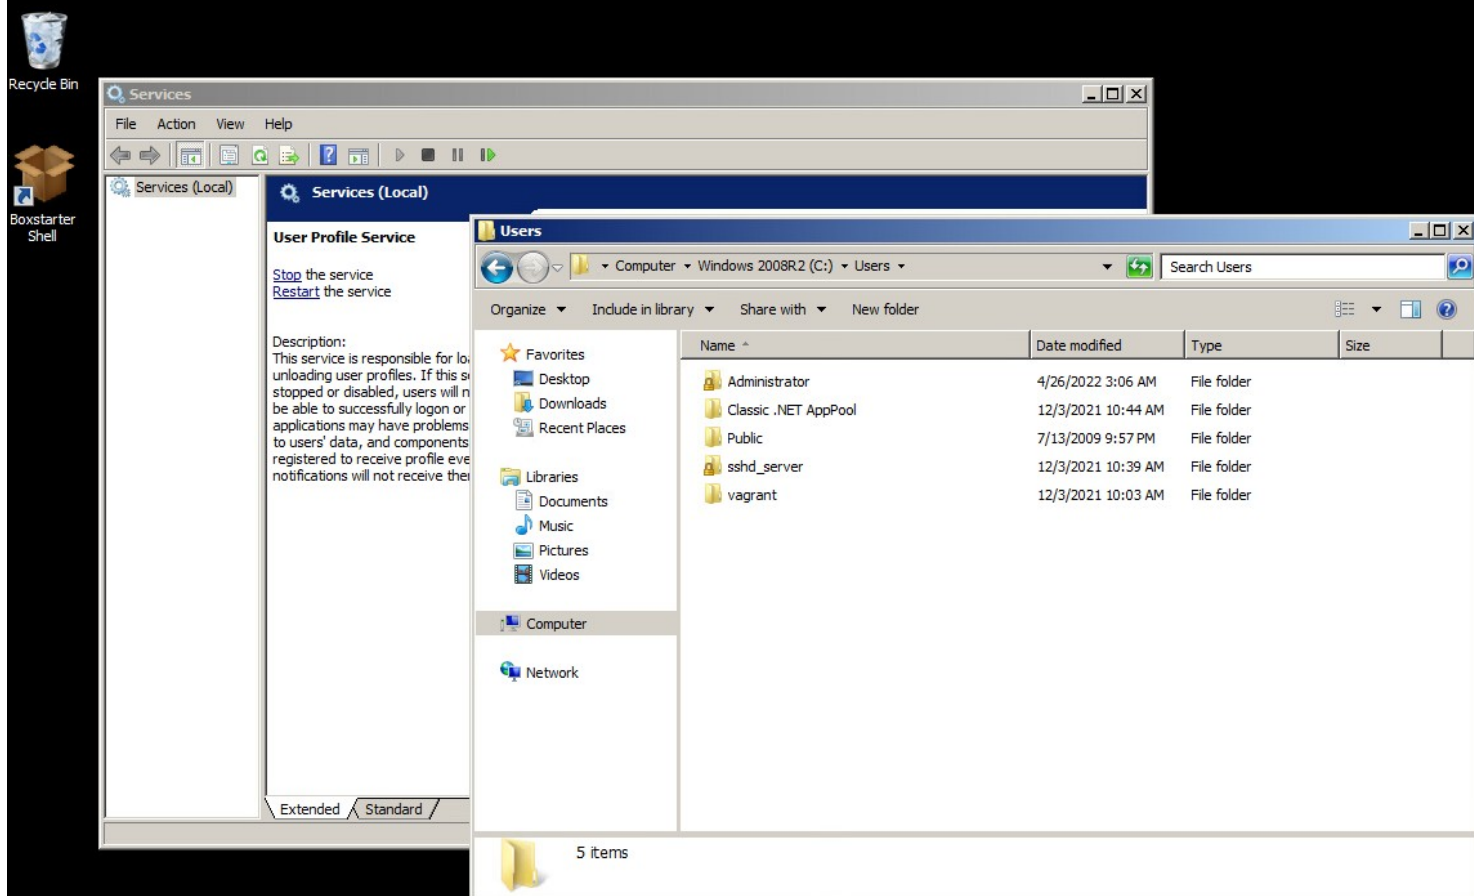 Recycle Bin
Boxstarter
Shell
Services
File Action View Help
Services (Local)
Services (Local)
User Profile Service
Stop the service
Restart the service
Description:
This service is responsible for
unloading user profiles. If this
stopped or disabled, users will
be able to successfully logon or
applications may have problems
to users' data, and components
registered to receive profile
notifications will not receive
Extended Standard
Users
Computer Windows 2008R2 (C:) Users
Search Users
Organize Include in library Share with New folder
Favorites
Desktop
Downloads
Recent Places
Libraries
Documents
Music
Pictures
Videos
Computer
Network
Name Date modified Type Size
Administrator 4/26/2022 3:06 AM File folder
Classic .NET AppPool 12/3/2021 10:44 AM File folder
Public 7/13/2009 9:57 PM File folder
sshd_server 12/3/2021 10:39 AM File folder
vagrant 12/3/2021 10:03 AM File folder
5 items